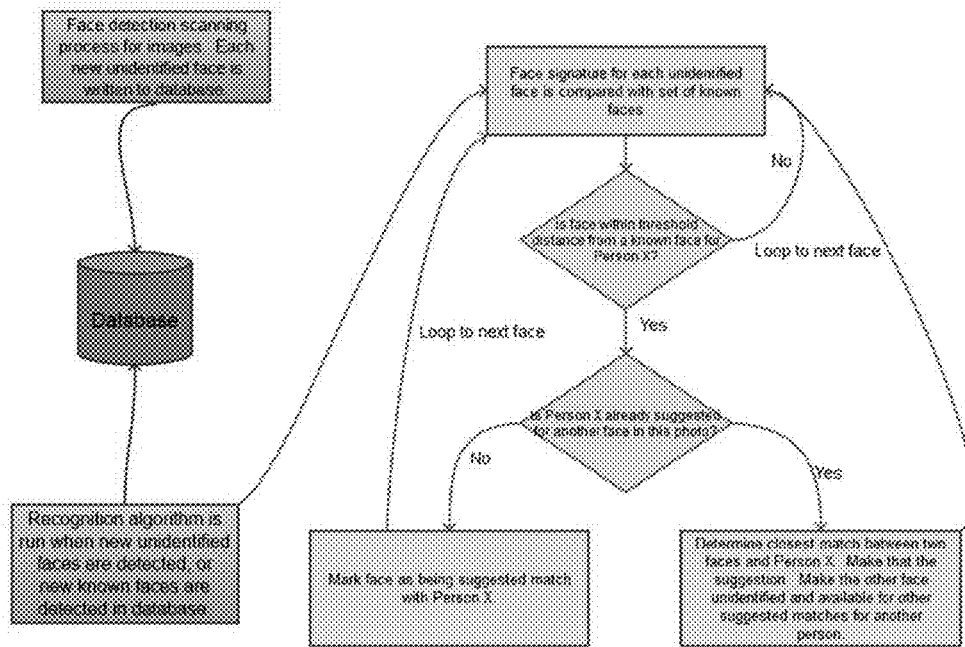 Face detection scanning
process for images. Each
new unidentified face is
written to database.
Database
Recognition algorithm is
run when new unidentified
faces are detected, or
new known faces are
detected in database.
Face signature for each unidentified
face is compared with set of known
faces.
No
Is face within threshold
distance from a known face for
Person X?
Loop to next face
Yes
Loop to next face
Is Person X already suggested
for another face in this photo?
No
Yes
Mark face as being suggested match
with Person X.
Determine closest match between two
faces and Person X. Make that the
suggestion. Make the other face
unidentified and available for other
suggested matches for another
person.